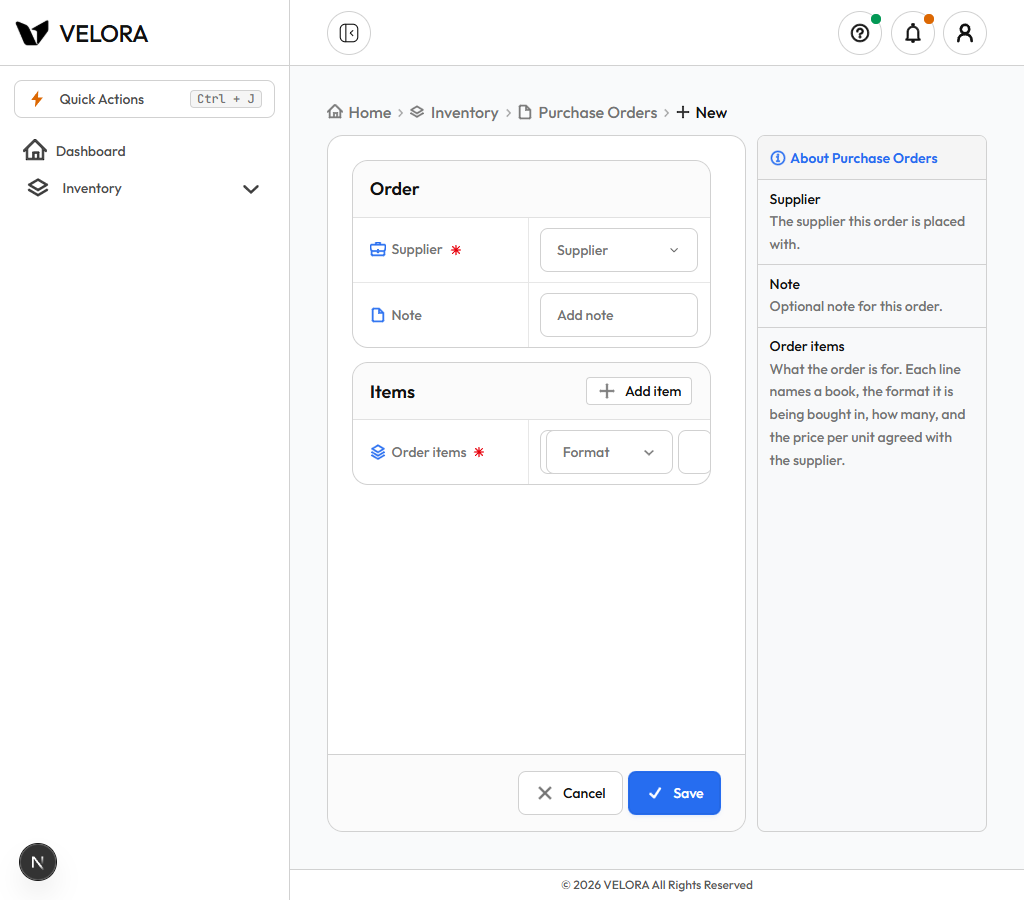 VELORA
Quick Actions
Ctrl + J
Dashboard
Inventory
Home
Inventory
Purchase Orders
New
Order
Supplier *
Supplier
Note
Add note
Items
Add item
Order items *
Format
Cancel
Save
About Purchase Orders
Supplier
The supplier this order is placed
with.
Note
Optional note for this order.
Order items
What the order is for. Each line
names a book, the format it is
being bought in, how many, and
the price per unit agreed with
the supplier.
N
© 2026 VELORA All Rights Reserved